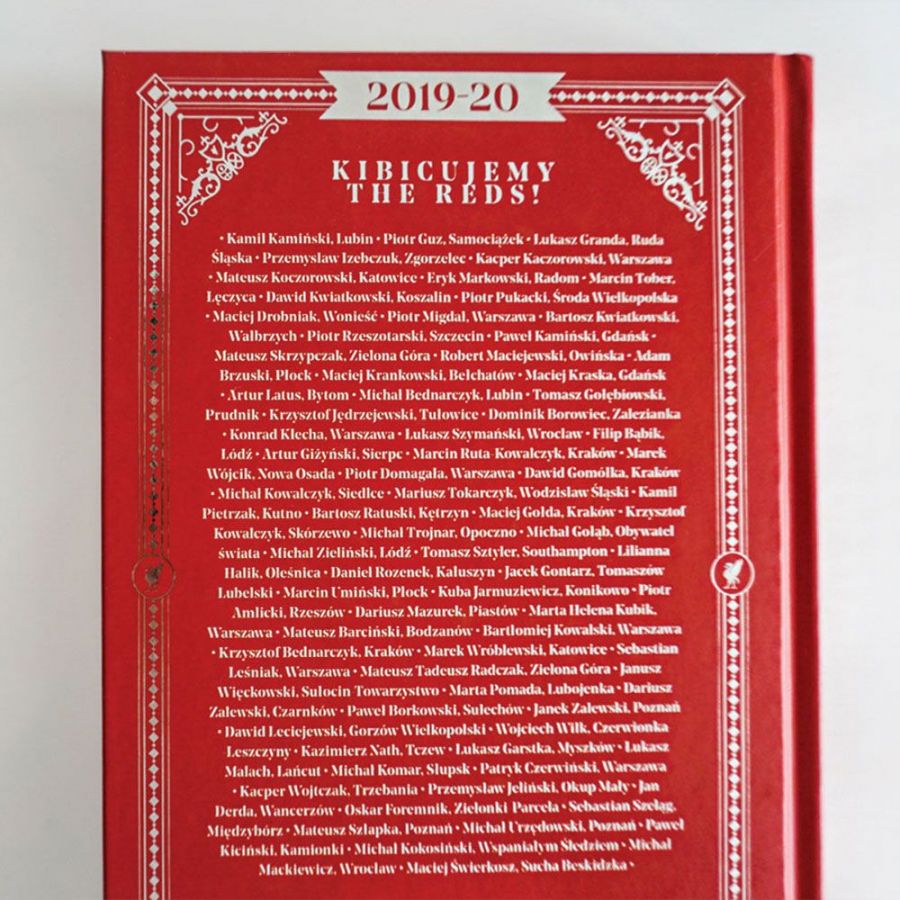 2019-20
KIBICUJEMY
THE REDS!
• Kamil Kamiński, Lubin • Piotr Guz, Samociążek • Łukasz Granda, Ruda
Śląska • Przemysław Izebczuk, Zgorzelec • Kacper Kaczorowski, Warszawa
• Mateusz Koczorowski, Katowice • Eryk Markowski, Radom • Marcin Tober,
Łęczyca • Dawid Kwiatkowski, Koszalin • Piotr Pukacki, Środa Wielkopolska
• Maciej Drobniak, Wonieść • Piotr Migdał, Warszawa • Bartosz Kwiatkowski,
Wałbrzych • Piotr Rzeszotarski, Szczecin • Paweł Kamiński, Gdańsk •
Mateusz Skrzypczak, Zielona Góra • Robert Maciejewski, Owińska • Adam
Brzuski, Płock • Maciej Krankowski, Bełchatów • Maciej Kraska, Gdańsk
• Artur Latus, Bytom • Michał Bednarczyk, Lubin • Tomasz Gołębiowski,
Prudnik • Krzysztof Jędrzejewski, Tułowice • Dominik Borowiec, Zalezianka
• Konrad Klecha, Warszawa • Łukasz Szymański, Wrocław • Filip Bąbik,
Łódź • Artur Giżyński, Sierpc • Marcin Ruta-Kowalczyk, Kraków • Marek
Wójcik, Nowa Osada • Piotr Domagała, Warszawa • Dawid Gomółka, Kraków
• Michał Kowalczyk, Siedlce • Mariusz Tokarczyk, Wodzisław Śląski • Kamil
Pietrzak, Kutno • Bartosz Ratuski, Kętrzyn • Maciej Gołda, Kraków • Krzysztof
Kowalczyk, Skórzewo • Michał Trojnar, Opoczno • Michał Gołąb, Obywatel
świata • Michał Zieliński, Łódź • Tomasz Sztyler, Southampton • Lilianna
Halik, Oleśnica • Daniel Rozenek, Kałuszyn • Jacek Gontarz, Tomaszów
Lubelski • Marcin Umiński, Płock • Kuba Jarmuziewicz, Konikowo • Piotr
Amlicki, Rzeszów • Dariusz Mazurek, Piastów • Marta Helena Kubik,
Warszawa • Mateusz Barciński, Bodzanów • Bartłomiej Kowalski, Warszawa
• Krzysztof Bednarczyk, Kraków • Marek Wróblewski, Katowice • Sebastian
Leśniak, Warszawa • Mateusz Tadeusz Radczak, Zielona Góra • Janusz
Więckowski, Sułocin-Towarzystwo • Marta Pomada, Lubojenka • Dariusz
Zalewski, Czarnków • Paweł Borkowski, Sulechów • Janek Zalewski, Poznań
• Dawid Leciejewski, Gorzów Wielkopolski • Wojciech Wilk, Czerwionka
Leszczyny • Kazimierz Nath, Tczew • Łukasz Garstka, Myszków • Łukasz
Małach, Łańcut • Michał Komar, Słupsk • Patryk Czerwiński, Warszawa
• Kacper Wojtczak, Trzebania • Przemysław Jeliński, Okup Mały • Jan
Derda, Wancerzów • Oskar Foremnik, Zielonki-Parcela • Sebastian Szeląg,
Międzybórz • Mateusz Szłapka, Poznań • Michał Urzędowski, Poznań • Paweł
Kiciński, Kamionki • Michał Kokosiński, Wspaniałym Śledziem • Michał
Mackiewicz, Wrocław • Maciej Świerkosz, Sucha Beskidzka •